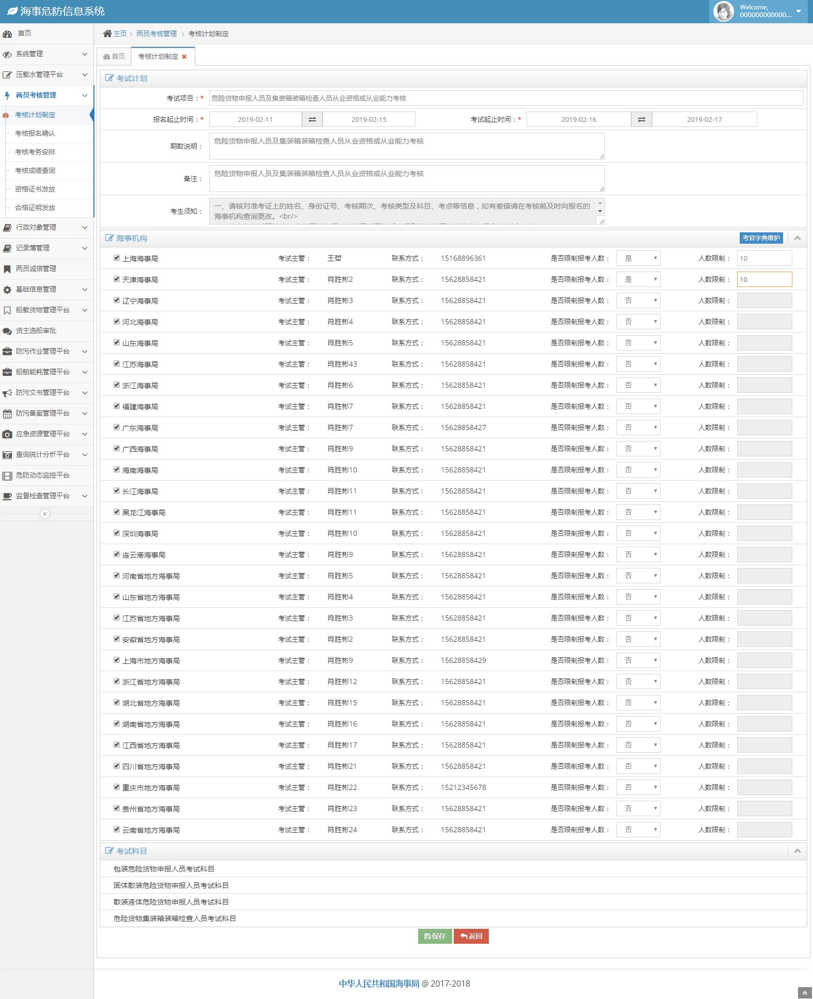 海事危防信息系统
Welcome,
000000000000...
首页
系统管理
压载水管理平台
两员考核管理
考核计划制定
考核报名确认
考核考务安排
考核成绩查询
资格证书发放
合格证明发放
行政对象管理
记录簿管理
两员诚信管理
基础信息管理
船载货物管理平台
货主选船审批
防污作业管理平台
船舶能耗管理平台
防污文书管理平台
防污备案管理平台
应急资源管理平台
查询统计分析平台
危防动态监控平台
监督检查管理平台
主页 > 两员考核管理 > 考核计划制定
首页 考核计划制定
考试计划
考试项目：* 危险货物申报人员及集装箱装箱检查人员从业资格或从业能力考核
报名起止时间：* 2019-02-11 2019-02-15 考试起止时间：* 2019-02-16 2019-02-17
期数说明： 危险货物申报人员及集装箱装箱检查人员从业资格或从业能力考核
备注： 危险货物申报人员及集装箱装箱检查人员从业资格或从业能力考核
考生须知： 一、请核对准考证上的姓名、身份证号、考核期次、考核类型及科目、考点等信息，如有差错请在考核前及时向报名的
海事机构查询更改。<br/>
海事机构 考官字典维护
上海海事局 考试主管： 王哲 联系方式： 15168896361 是否限制报考人数： 是 人数限制： 10
天津海事局 考试主管： 肖胜彬2 联系方式： 15628858421 是否限制报考人数： 是 人数限制： 10
辽宁海事局 考试主管： 肖胜彬3 联系方式： 15628858421 是否限制报考人数： 否 人数限制：
河北海事局 考试主管： 肖胜彬4 联系方式： 15628858421 是否限制报考人数： 否 人数限制：
山东海事局 考试主管： 肖胜彬5 联系方式： 15628858421 是否限制报考人数： 否 人数限制：
江苏海事局 考试主管： 肖胜彬43 联系方式： 15628858421 是否限制报考人数： 否 人数限制：
浙江海事局 考试主管： 肖胜彬6 联系方式： 15628858421 是否限制报考人数： 否 人数限制：
福建海事局 考试主管： 肖胜彬7 联系方式： 15628858421 是否限制报考人数： 否 人数限制：
广东海事局 考试主管： 肖胜彬7 联系方式： 15628858427 是否限制报考人数： 否 人数限制：
广西海事局 考试主管： 肖胜彬9 联系方式： 15628858421 是否限制报考人数： 否 人数限制：
海南海事局 考试主管： 肖胜彬10 联系方式： 15628858421 是否限制报考人数： 否 人数限制：
长江海事局 考试主管： 肖胜彬11 联系方式： 15628858421 是否限制报考人数： 否 人数限制：
黑龙江海事局 考试主管： 肖胜彬11 联系方式： 15628858421 是否限制报考人数： 否 人数限制：
深圳海事局 考试主管： 肖胜彬10 联系方式： 15628858421 是否限制报考人数： 否 人数限制：
连云港海事局 考试主管： 肖胜彬9 联系方式： 15628858421 是否限制报考人数： 否 人数限制：
河南省地方海事局 考试主管： 肖胜彬5 联系方式： 15628858421 是否限制报考人数： 否 人数限制：
山东省地方海事局 考试主管： 肖胜彬4 联系方式： 15628858421 是否限制报考人数： 否 人数限制：
江苏省地方海事局 考试主管： 肖胜彬3 联系方式： 15628858421 是否限制报考人数： 否 人数限制：
安徽省地方海事局 考试主管： 肖胜彬2 联系方式： 15628858421 是否限制报考人数： 否 人数限制：
上海市地方海事局 考试主管： 肖胜彬9 联系方式： 15628858429 是否限制报考人数： 否 人数限制：
浙江省地方海事局 考试主管： 肖胜彬12 联系方式： 15628858421 是否限制报考人数： 否 人数限制：
湖北省地方海事局 考试主管： 肖胜彬15 联系方式： 15628858421 是否限制报考人数： 否 人数限制：
湖南省地方海事局 考试主管： 肖胜彬16 联系方式： 15628858421 是否限制报考人数： 否 人数限制：
江西省地方海事局 考试主管： 肖胜彬17 联系方式： 15628858421 是否限制报考人数： 否 人数限制：
四川省地方海事局 考试主管： 肖胜彬21 联系方式： 15628858421 是否限制报考人数： 否 人数限制：
重庆市地方海事局 考试主管： 肖胜彬22 联系方式： 15212345678 是否限制报考人数： 否 人数限制：
贵州省地方海事局 考试主管： 肖胜彬23 联系方式： 15628858421 是否限制报考人数： 否 人数限制：
云南省地方海事局 考试主管： 肖胜彬24 联系方式： 15628858421 是否限制报考人数： 否 人数限制：
考试科目
包装危险货物申报人员考试科目
固体散装危险货物申报人员考试科目
散装液体危险货物申报人员考试科目
危险货物集装箱装箱检查人员考试科目
保存 返回
中华人民共和国海事局 @ 2017-2018